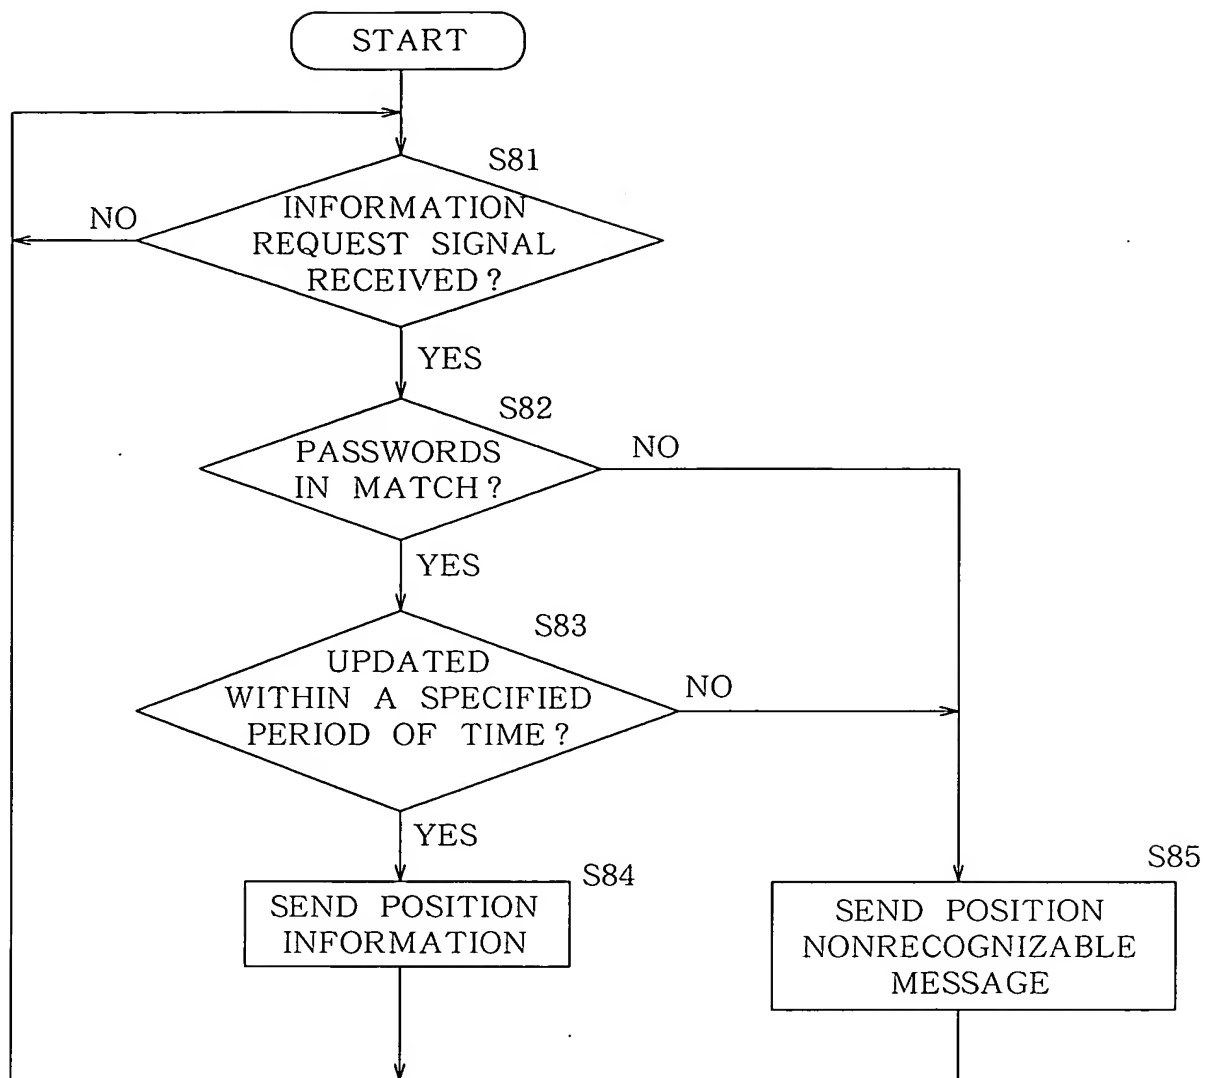 START
S81
NO
INFORMATION
REQUEST SIGNAL
RECEIVED?
YES
S82
NO
PASSWORDS
IN MATCH?
YES
S83
UPDATED
WITHIN A SPECIFIED
PERIOD OF TIME?
NO
YES
S84
SEND POSITION
INFORMATION
S85
SEND POSITION
NONRECOGNIZABLE
MESSAGE